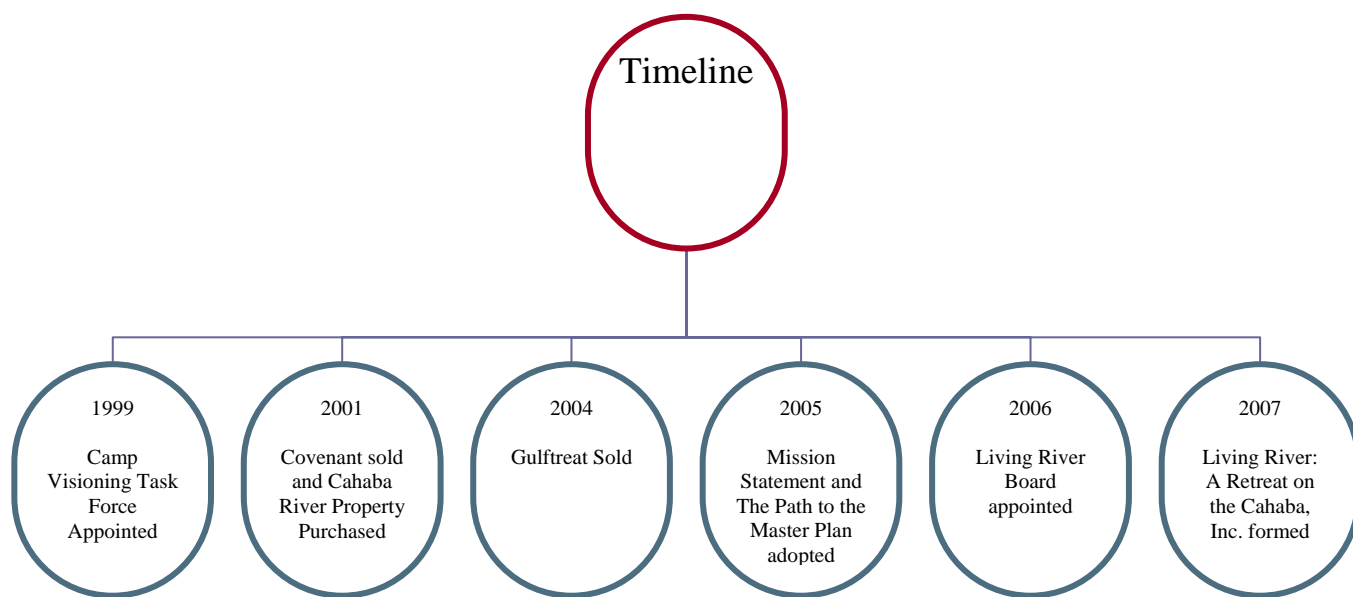 Timeline
1999
Camp
Visioning Task
Force
Appointed
2001
Covenant sold
and Cahaba
River Property
Purchased
2004
Gulftreat Sold
2005
Mission
Statement and
The Path to the
Master Plan
adopted
2006
Living River
Board
appointed
2007
Living River:
A Retreat on
the Cahaba,
Inc. formed